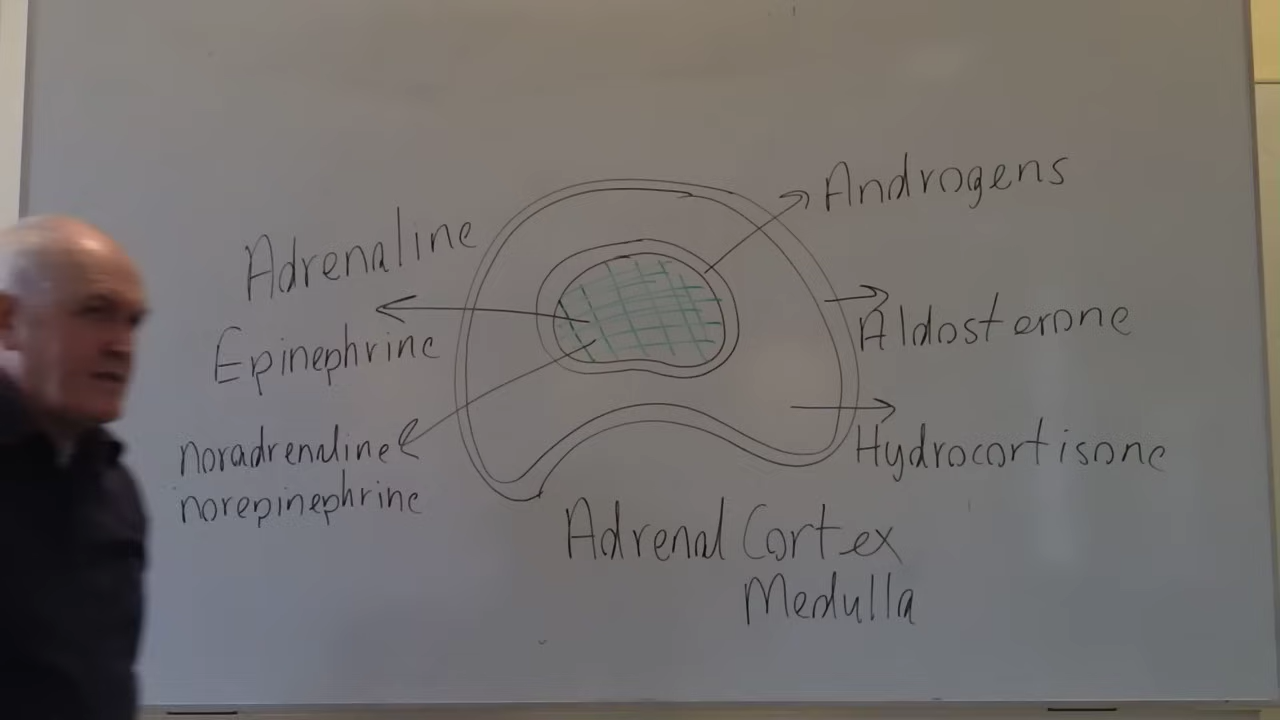 Androgens
Adrenaline
Epinephrine
Aldosterone
noradrenaline
norepinephrine
Hydrocortisone
Adrenal Cortex
Medulla